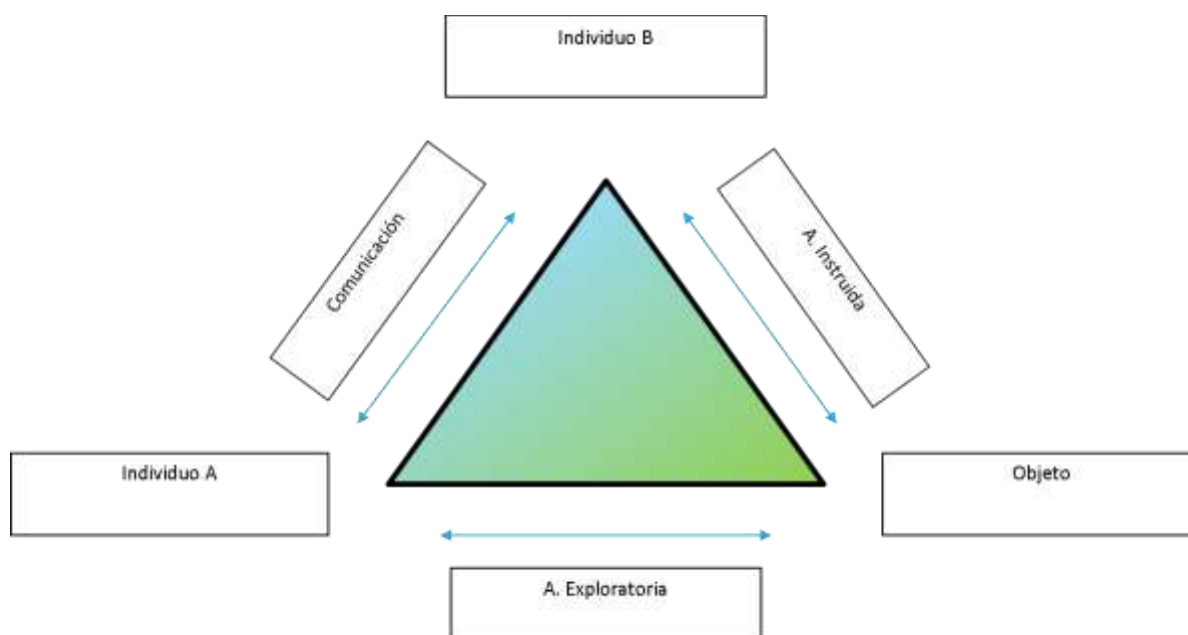 Individuo B
Comunicación
A. Instruida
Individuo A
Objeto
A. Exploratoria